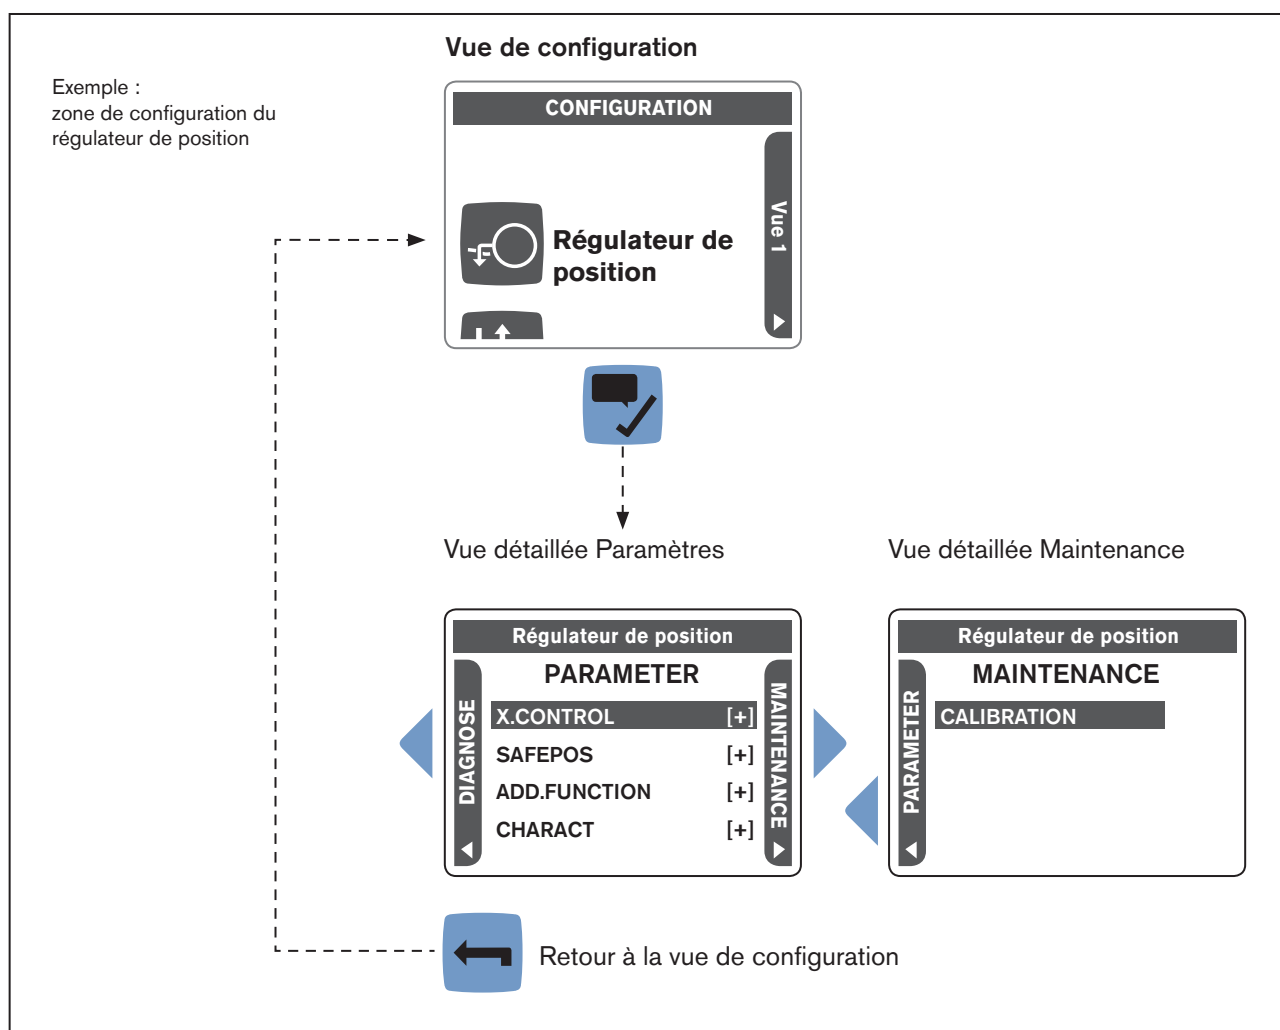 Vue de configuration
Exemple :
zone de configuration du
régulateur de position
CONFIGURATION
Vue 1
Régulateur de
position
Vue détaillée Paramètres
Vue détaillée Maintenance
Régulateur de position
PARAMETER
DIAGNOSE
X.CONTROL [+]
SAFEPOS [+]
ADD.FUNCTION [+]
CHARACT [+]
MAINTENANCE
Régulateur de position
MAINTENANCE
PARAMETER
CALIBRATION
Retour à la vue de configuration